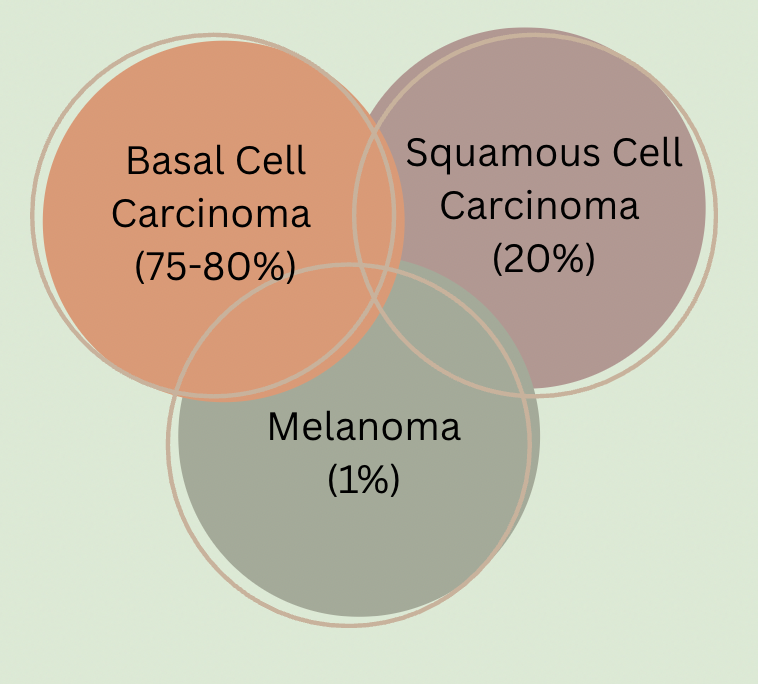 Basal Cell
Carcinoma
(75-80%)
Squamous Cell
Carcinoma
(20%)
Melanoma
(1%)